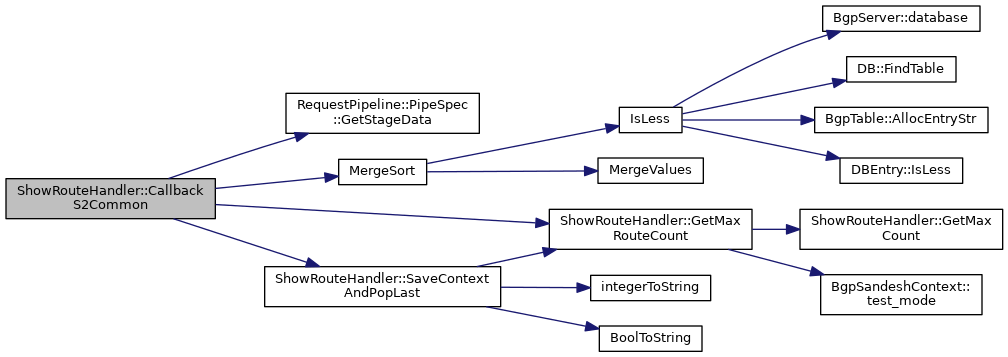 ShowRouteHandler::Callback
S2Common
RequestPipeline::PipeSpec
::GetStageData
MergeSort
IsLess
BgpServer::database
DB::FindTable
BgpTable::AllocEntryStr
DBEntry::IsLess
MergeValues
ShowRouteHandler::GetMax
RouteCount
ShowRouteHandler::GetMax
Count
BgpSandeshContext::
test_mode
ShowRouteHandler::SaveContext
AndPopLast
integerToString
BoolToString